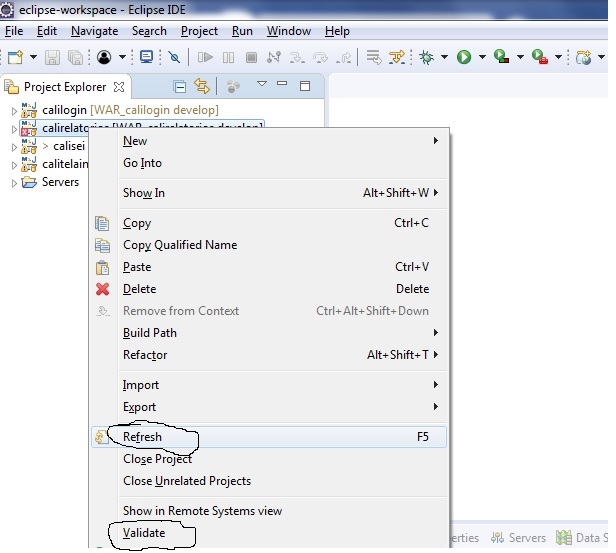 eclipse-workspace - Eclipse IDE
File Edit Navigate Search Project Run Window Help
Project Explorer
calilogin [WAR_calilogin develop]
calirelatorios [WAR_calirelatorios develop]
> calisei
calitelain
Servers
New
Go Into
Show In Alt+Shift+W
Copy Ctrl+C
Copy Qualified Name
Paste Ctrl+V
Delete Delete
Remove from Context Ctrl+Alt+Shift+Down
Build Path
Refactor Alt+Shift+T
Import
Export
Refresh F5
Close Project
Close Unrelated Projects
Show in Remote Systems view
Validate
erties Servers Data S